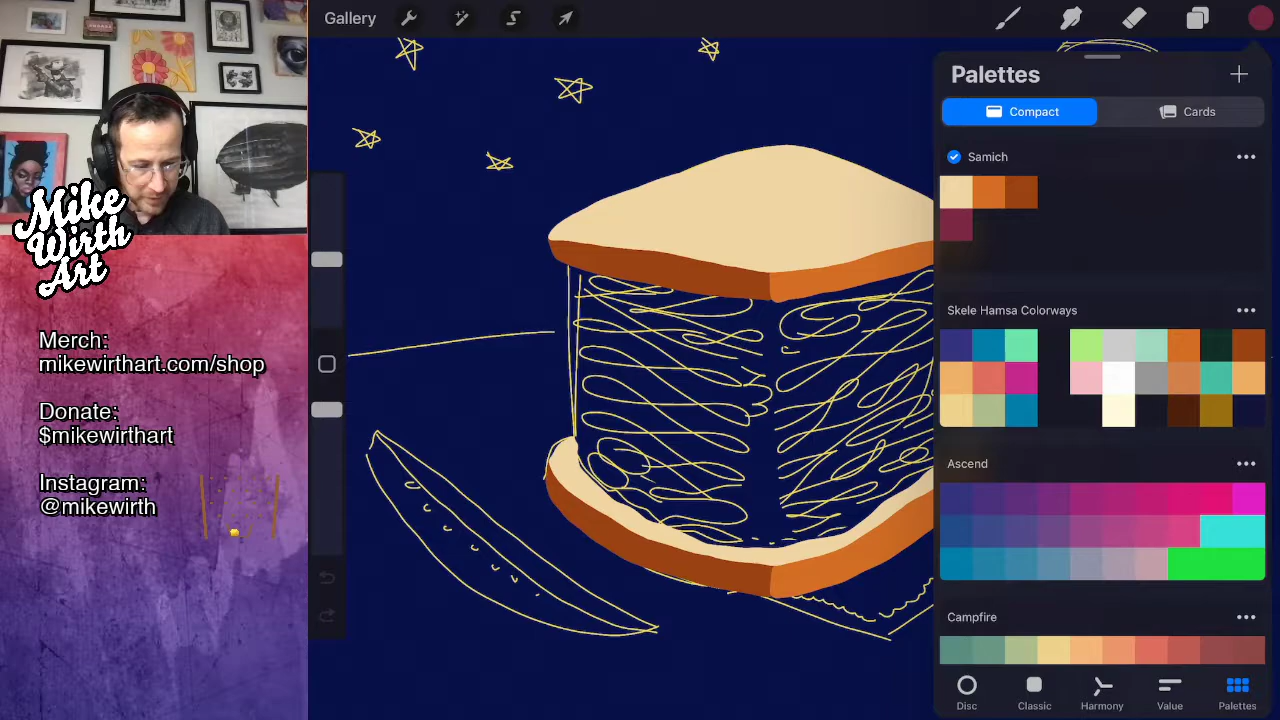 Gallery
Palettes
Compact
Cards
Samich
Skele Hamsa Colorways
Ascend
Campfire
Disc
Classic
Harmony
Value
Palettes
Mike
Wirth
Art
Merch:
mikewirthart.com/shop
Donate:
$mikewirthart
Instagram:
@mikewirth